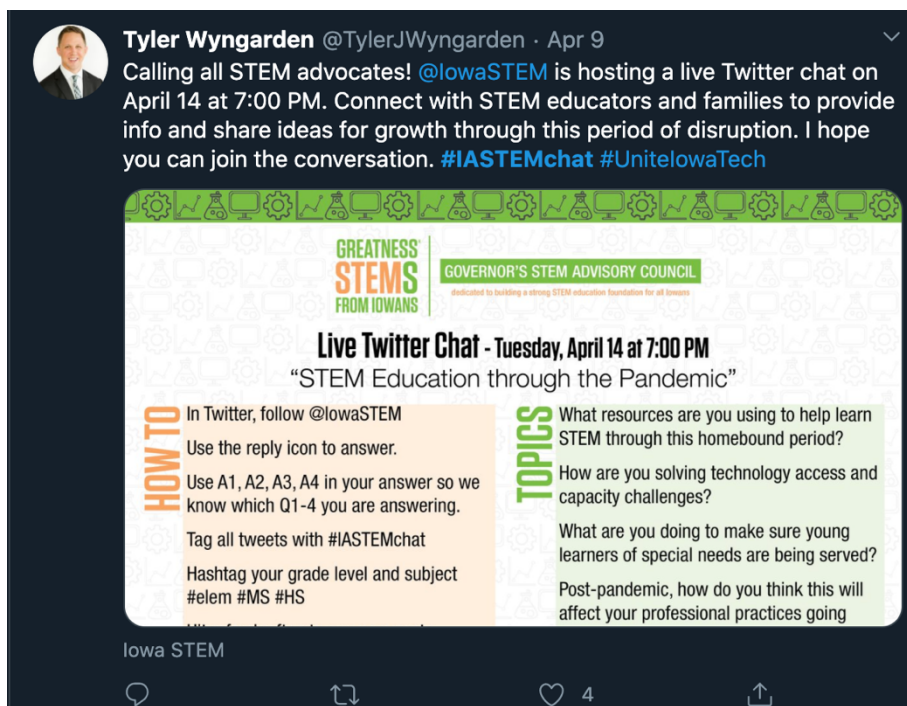 Tyler Wyngarden @TylerJWyngarden · Apr 9
Calling all STEM advocates! @IowaSTEM is hosting a live Twitter chat on
April 14 at 7:00 PM. Connect with STEM educators and families to provide
info and share ideas for growth through this period of disruption. I hope
you can join the conversation. #IASTEMchat #UniteIowaTech
GREATNESS
STEMS
FROM IOWANS
GOVERNOR'S STEM ADVISORY COUNCIL
dedicated to building a strong STEM education foundation for all Iowans
Live Twitter Chat - Tuesday, April 14 at 7:00 PM
"STEM Education through the Pandemic"
HOW TO
In Twitter, follow @IowaSTEM
Use the reply icon to answer.
Use A1, A2, A3, A4 in your answer so we
know which Q1-4 you are answering.
Tag all tweets with #IASTEMchat
Hashtag your grade level and subject
#elem #MS #HS
TOPICS
What resources are you using to help learn
STEM through this homebound period?
How are you solving technology access and
capacity challenges?
What are you doing to make sure young
learners of special needs are being served?
Post-pandemic, how do you think this will
affect your professional practices going
Iowa STEM
4